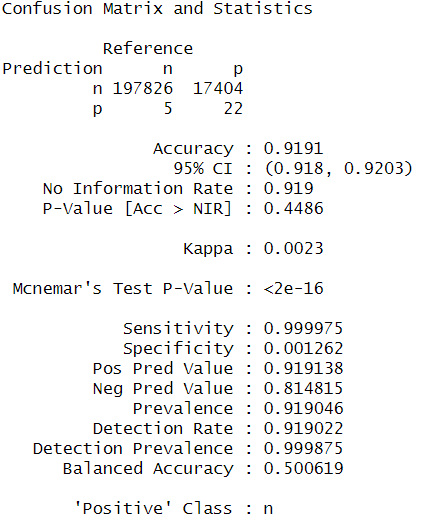 Confusion Matrix and Statistics
Reference
Prediction n p
n 197826 17404
p 5 22
Accuracy : 0.9191
95% CI : (0.918, 0.9203)
No Information Rate : 0.919
P-Value [Acc > NIR] : 0.4486
Kappa : 0.0023
Mcnemar's Test P-Value : <2e-16
Sensitivity : 0.999975
Specificity : 0.001262
Pos Pred Value : 0.919138
Neg Pred Value : 0.814815
Prevalence : 0.919046
Detection Rate : 0.919022
Detection Prevalence : 0.999875
Balanced Accuracy : 0.500619
'Positive' Class : n